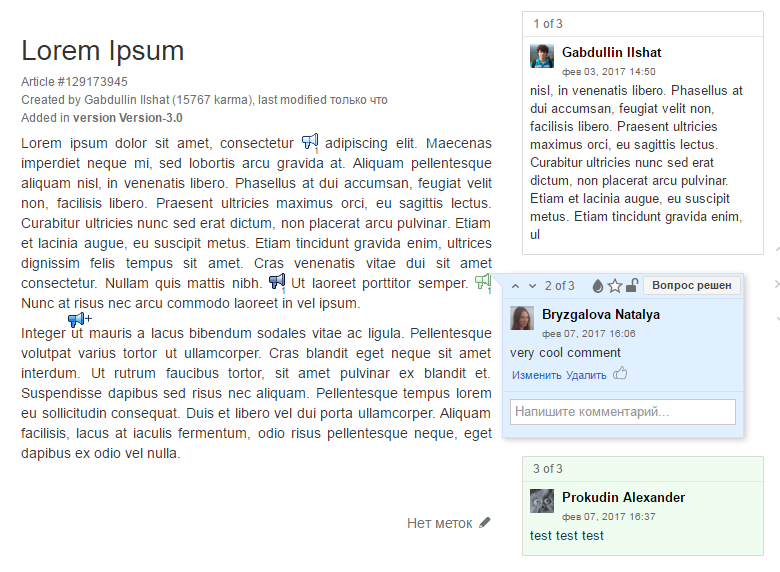 Lorem Ipsum
Article #129173945
Created by Gabdullin Ilshat (15767 karma), last modified только что
Added in version Version-3.0
Lorem ipsum dolor sit amet, consectetur 1 adipiscing elit. Maecenas
imperdiet neque mi, sed lobortis arcu gravida at. Aliquam pellentesque
aliquam nisl, in venenatis libero. Phasellus at dui accumsan, feugiat velit
non, facilisis libero. Praesent ultricies maximus orci, eu sagittis lectus.
Curabitur ultricies nunc sed erat dictum, non placerat arcu pulvinar. Etiam
et lacinia augue, eu suscipit metus. Etiam tincidunt gravida enim, ultrices
dignissim felis tempus sit amet. Cras venenatis vitae dui sit amet
consectetur. Nullam quis mattis nibh. 1 Ut laoreet porttitor semper. 1
Nunc at risus nec arcu commodo laoreet in vel ipsum.
Integer ut mauris a lacus bibendum sodales vitae ac ligula. Pellentesque
volutpat varius tortor ut ullamcorper. Cras blandit eget neque sit amet
interdum. Ut rutrum faucibus tortor, sit amet pulvinar ex blandit et.
Suspendisse dapibus sed risus nec aliquam. Pellentesque tempus lorem
eu sollicitudin consequat. Duis et libero vel dui porta ullamcorper. Aliquam
facilisis, lacus at iaculis fermentum, odio risus pellentesque neque, eget
dapibus ex odio vel nulla.
Нет меток
1 of 3
Gabdullin Ilshat
фев 03, 2017 14:50
nisl, in venenatis libero. Phasellus at
dui accumsan, feugiat velit non,
facilisis libero. Praesent ultricies
maximus orci, eu sagittis lectus.
Curabitur ultricies nunc sed erat
dictum, non placerat arcu pulvinar.
Etiam et lacinia augue, eu suscipit
metus. Etiam tincidunt gravida enim,
ul
2 of 3 Вопрос решен
Bryzgalova Natalya
фев 07, 2017 16:06
very cool comment
Изменить Удалить
Напишите комментарий...
3 of 3
Prokudin Alexander
фев 07, 2017 16:37
test test test